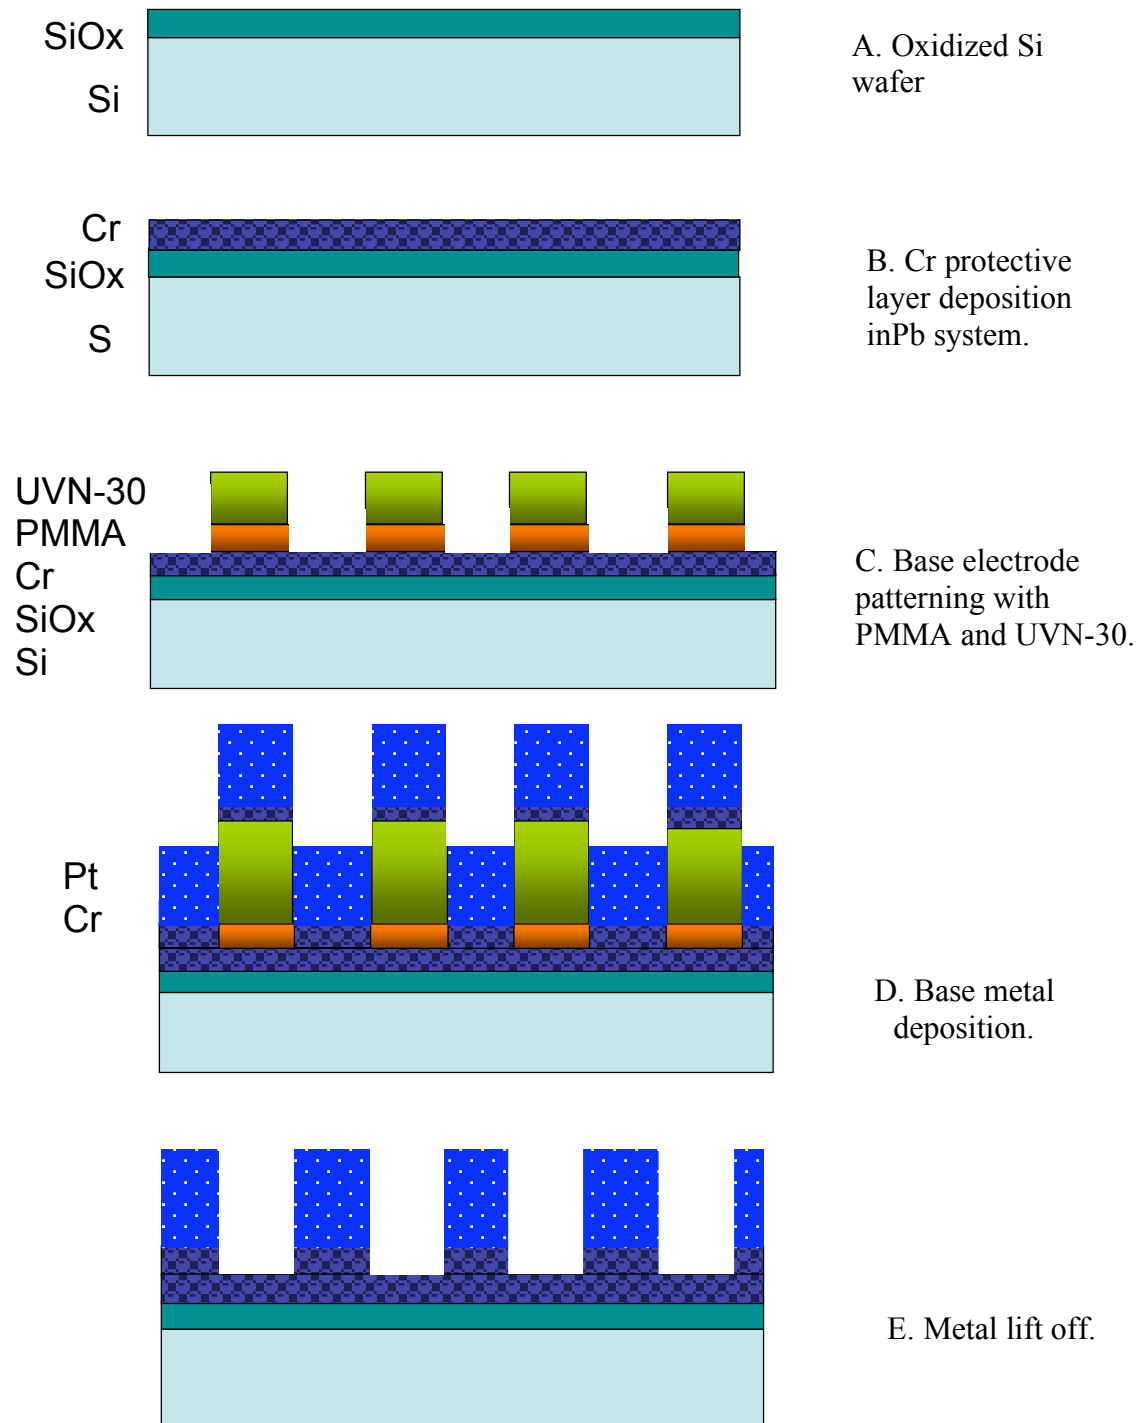 SiOx
Si
A. Oxidized Si
wafer
Cr
SiOx
S
B. Cr protective
layer deposition
inPb system.
UVN-30
PMMA
Cr
SiOx
Si
C. Base electrode
patterning with
PMMA and UVN-30.
Pt
Cr
D. Base metal
deposition.
E. Metal lift off.